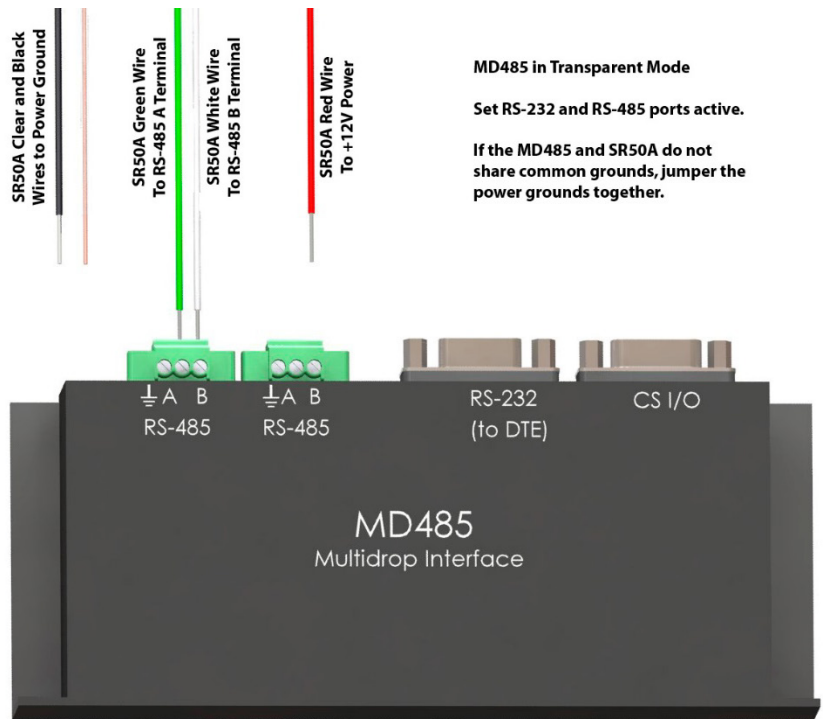 SR50A Clear and Black
Wires to Power Ground
SR50A Green Wire
To RS-485 A Terminal
SR50A White Wire
To RS-485 B Terminal
SR50A Red Wire
To +12V Power
MD485 in Transparent Mode
Set RS-232 and RS-485 ports active.
If the MD485 and SR50A do not
share common grounds, jumper the
power grounds together.
⏚ A B
RS-485
⏚ A B
RS-485
RS-232
(to DTE)
CS I/O
MD485
Multidrop Interface